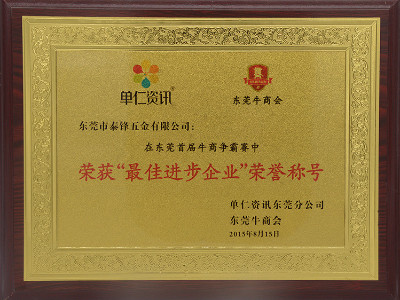 单仁资讯
东莞牛商会
东莞市泰锋五金有限公司：
在东莞首届牛商争霸赛中
荣获“最佳进步企业”荣誉称号
单仁资讯东莞分公司
东莞牛商会
2015年8月15日